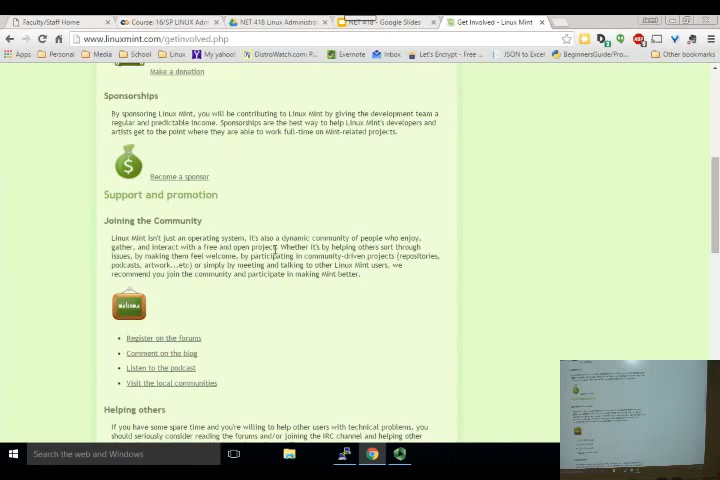 Faculty/Staff Home
Course: 16/SP LINUX Adm
NET 418 Linux Administrat
NET 418 - Google Slides
Get Involved - Linux Mint
www.linuxmint.com/getinvolved.php
Apps
Personal
Media
School
Linux
My yahoo!
DistroWatch.com: P
Evernote
Inbox
Let's Encrypt - Free
JSON to Excel
BeginnersGuide/Proj
Other bookmarks
Make a donation
Sponsorships
By sponsoring Linux Mint, you will be contributing to Linux Mint by giving the development team a
regular and predictable income. Sponsorships are the best way to help Linux Mint's developers and
artists get to the point where they are able to work full-time on Mint-related projects.
Become a sponsor
Support and promotion
Joining the Community
Linux Mint isn't just an operating system, it's also a dynamic community of people who enjoy,
gather, and interact with a free and open project. Whether it's by helping others sort through
issues, by making them feel welcome, by participating in community-driven projects (repositories,
podcasts, artwork...etc) or simply by meeting and talking to other Linux Mint users, we
recommend you join the community and participate in making Mint better.
Welcome
Register on the forums
Comment on the blog
Listen to the podcast
Visit the local communities
Helping others
If you have some spare time and you're willing to help other users with technical problems, you
should seriously consider reading the forums and/or joining the IRC channel and helping other
Search the web and Windows